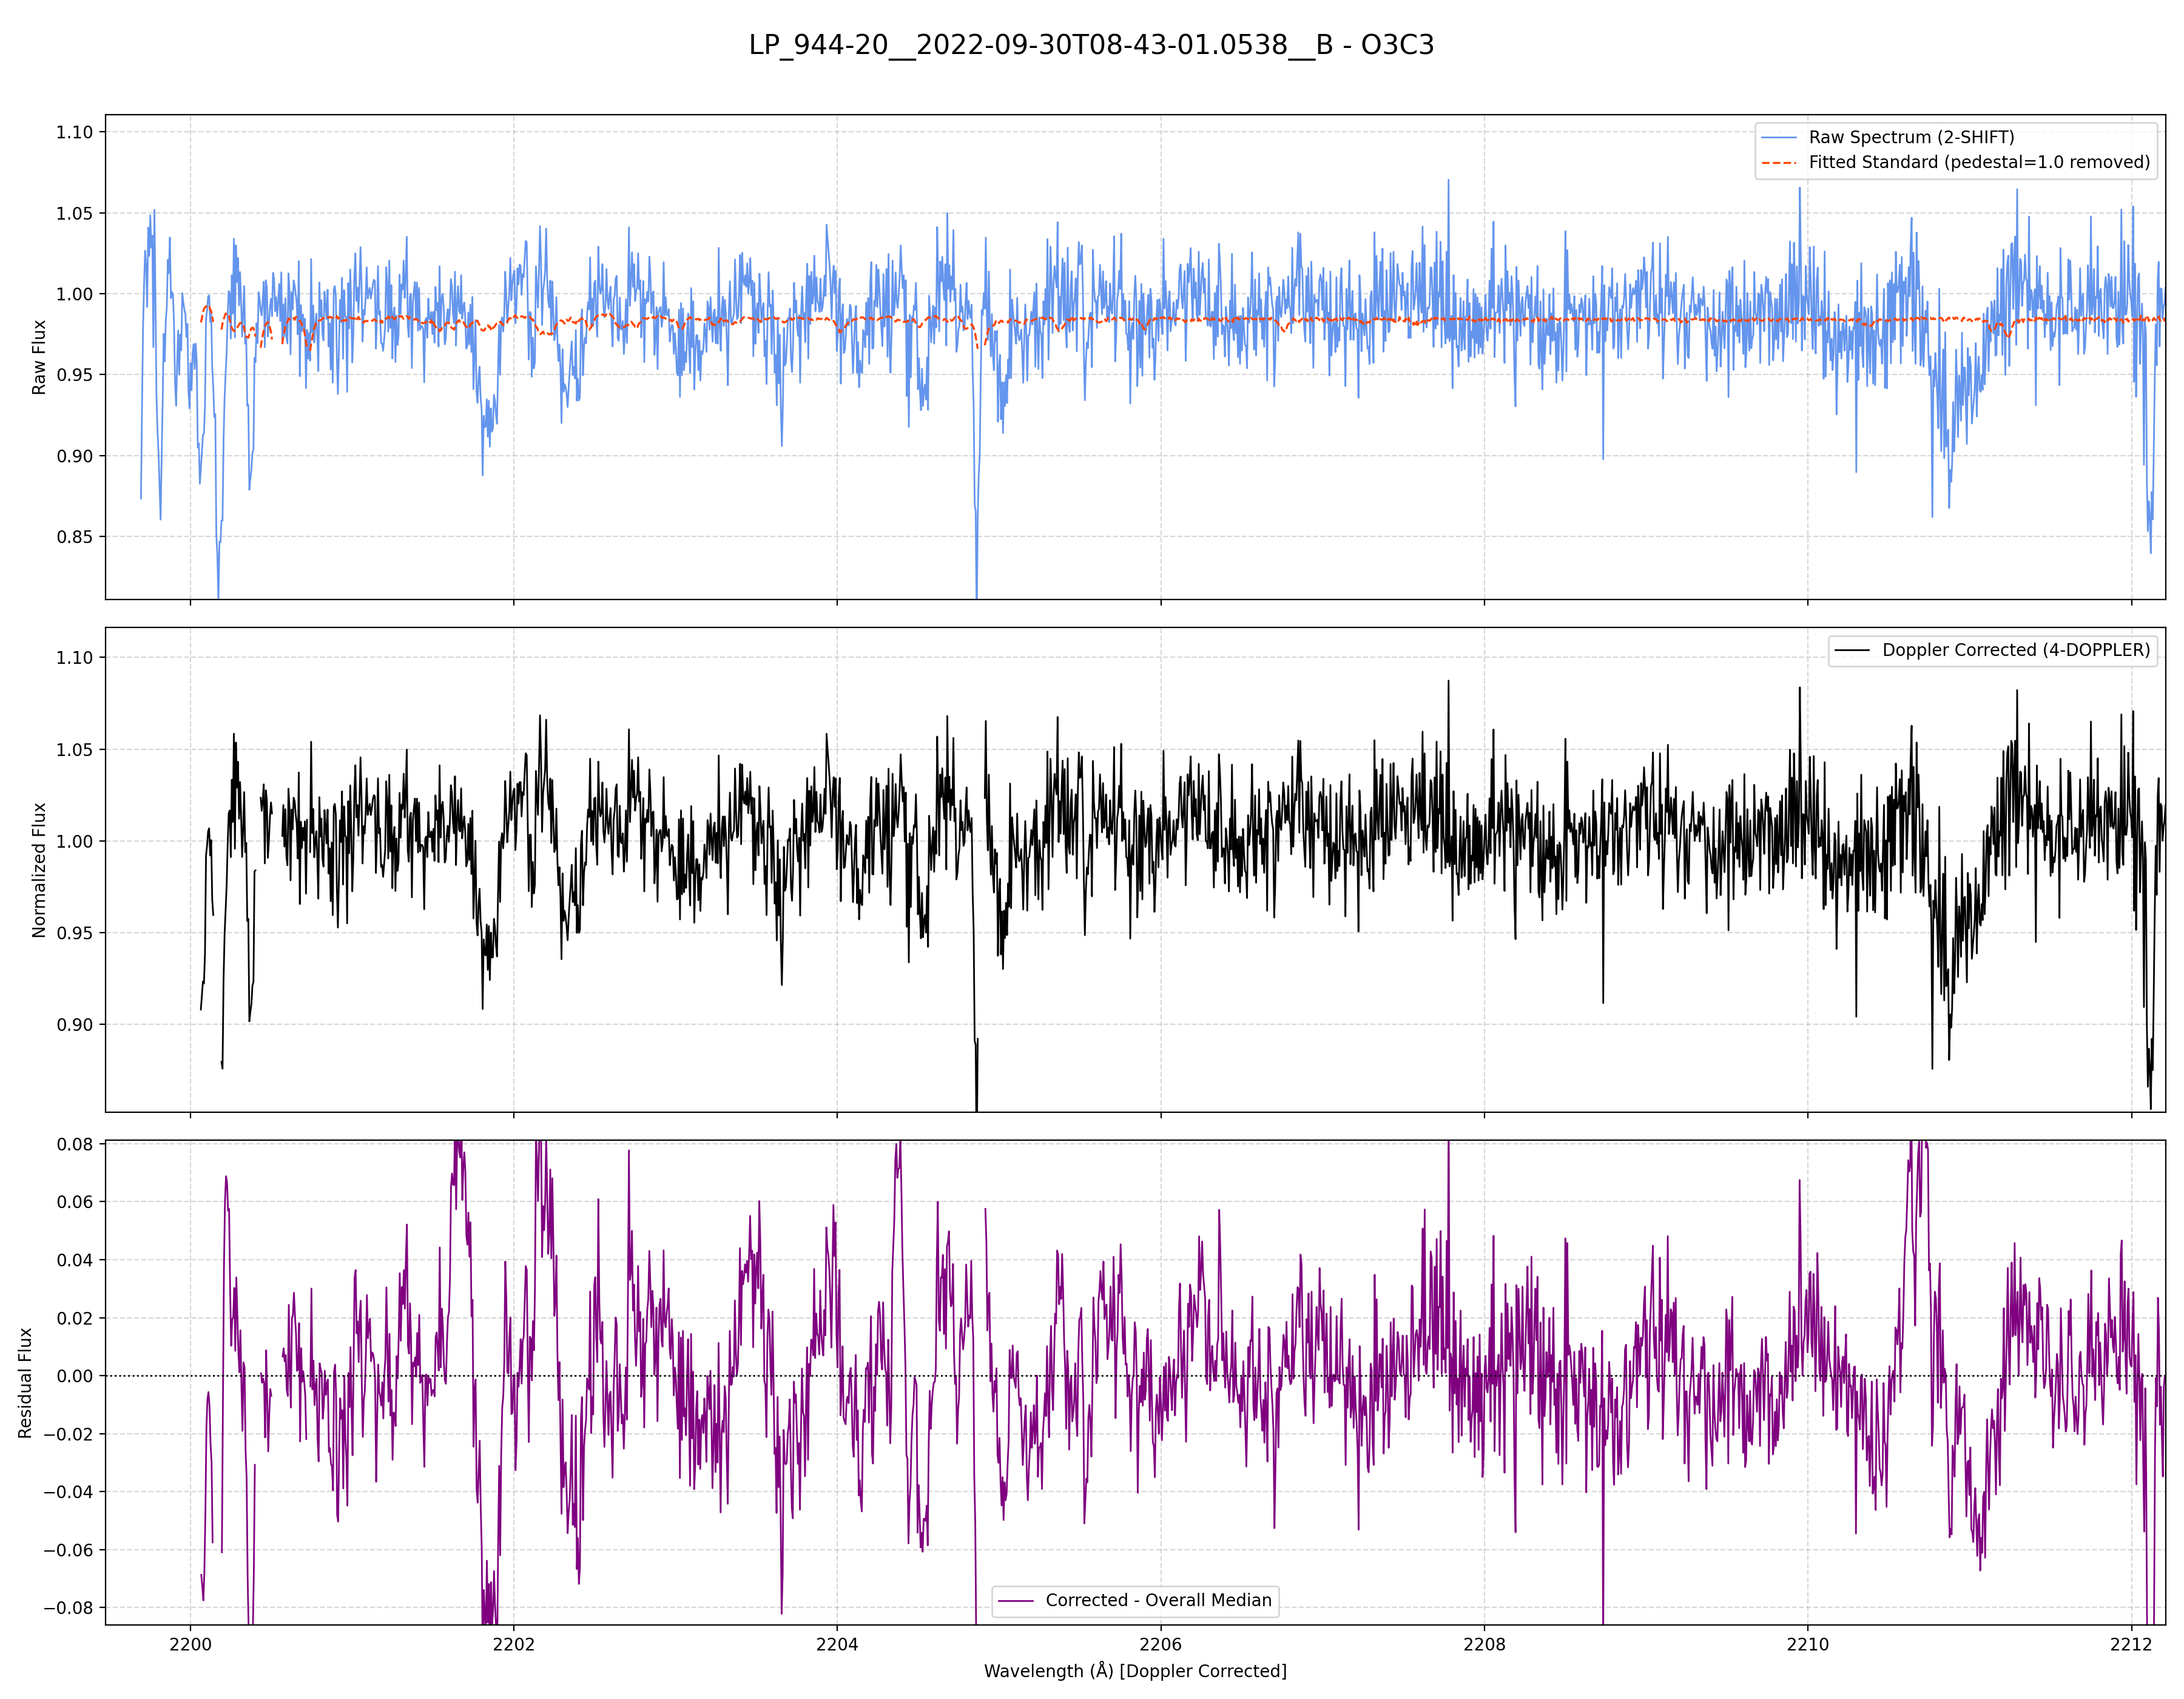 LP_944-20__2022-09-30T08-43-01.0538__B - O3C3
Raw Spectrum (2-SHIFT)
Fitted Standard (pedestal=1.0 removed)
1.10
1.05
1.00
0.95
0.90
0.85
Raw Flux
Doppler Corrected (4-DOPPLER)
1.10
1.05
1.00
0.95
0.90
Normalized Flux
0.08
0.06
0.04
0.02
0.00
−0.02
−0.04
−0.06
−0.08
Residual Flux
Corrected - Overall Median
2200 2202 2204 2206 2208 2210 2212
Wavelength (Å) [Doppler Corrected]